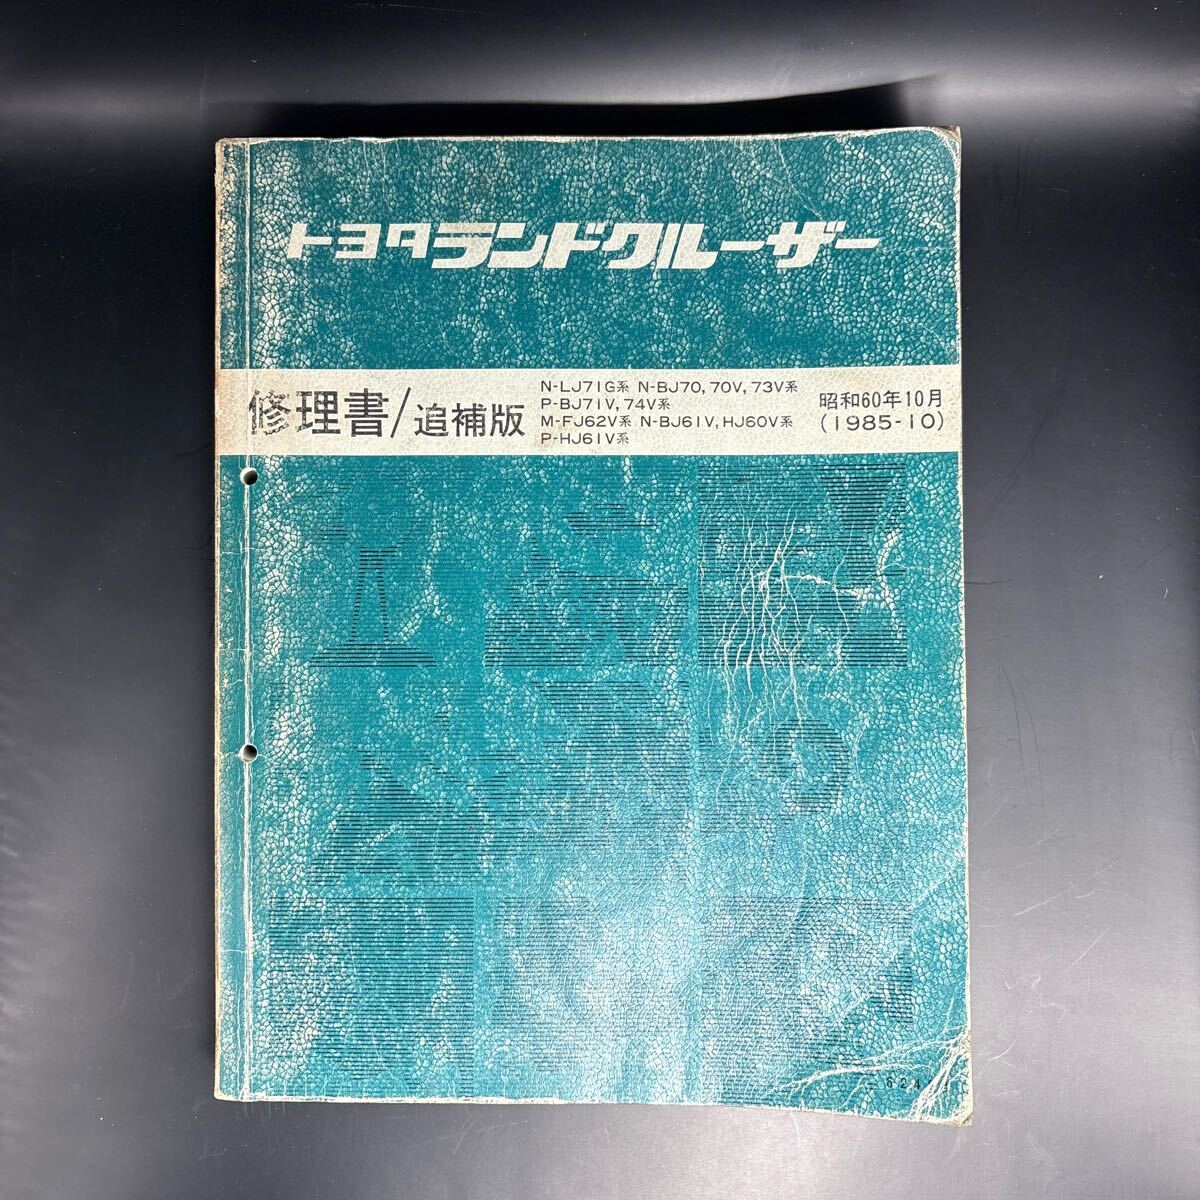 トヨタランドクルーザー
修理書/追補版
N-LJ71G系 N-BJ70, 70V, 73V系
P-BJ71V, 74V系
M-FJ62V系 N-BJ61V, HJ60V系
P-HJ61V系
昭和60年10月
(1985-10)